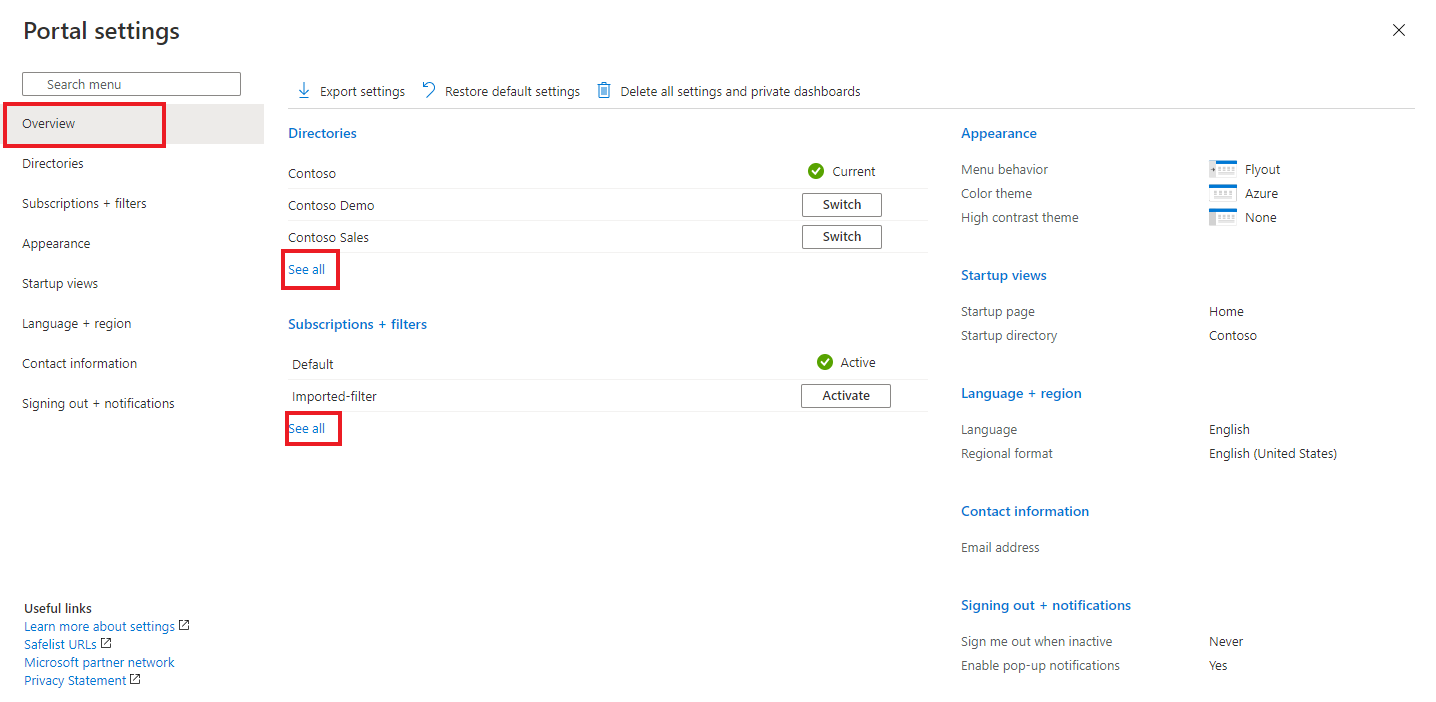 Portal settings
Search menu
Overview
Directories
Subscriptions + filters
Appearance
Startup views
Language + region
Contact information
Signing out + notifications
Useful links
Learn more about settings
Safelist URLs
Microsoft partner network
Privacy Statement
Export settings
Restore default settings
Delete all settings and private dashboards
Directories
Contoso
Current
Contoso Demo
Switch
Contoso Sales
Switch
See all
Subscriptions + filters
Default
Active
Imported-filter
Activate
See all
Appearance
Menu behavior
Flyout
Color theme
Azure
High contrast theme
None
Startup views
Startup page
Home
Startup directory
Contoso
Language + region
Language
English
Regional format
English (United States)
Contact information
Email address
Signing out + notifications
Sign me out when inactive
Never
Enable pop-up notifications
Yes